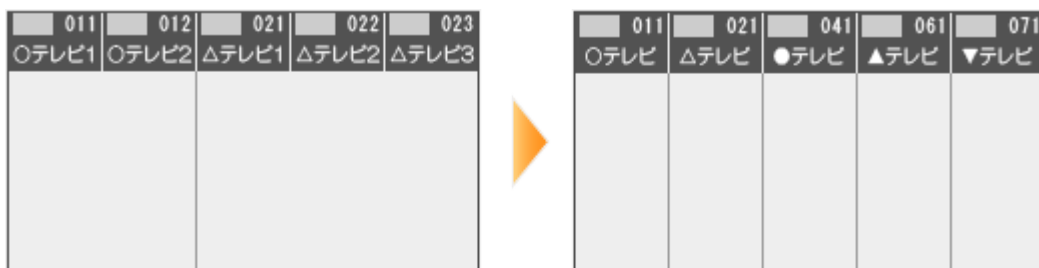 011 012 021 022 023
○テレビ1 ○テレビ2 △テレビ1 △テレビ2 △テレビ3
011 021 041 061 071
○テレビ △テレビ ●テレビ ▲テレビ ▼テレビ